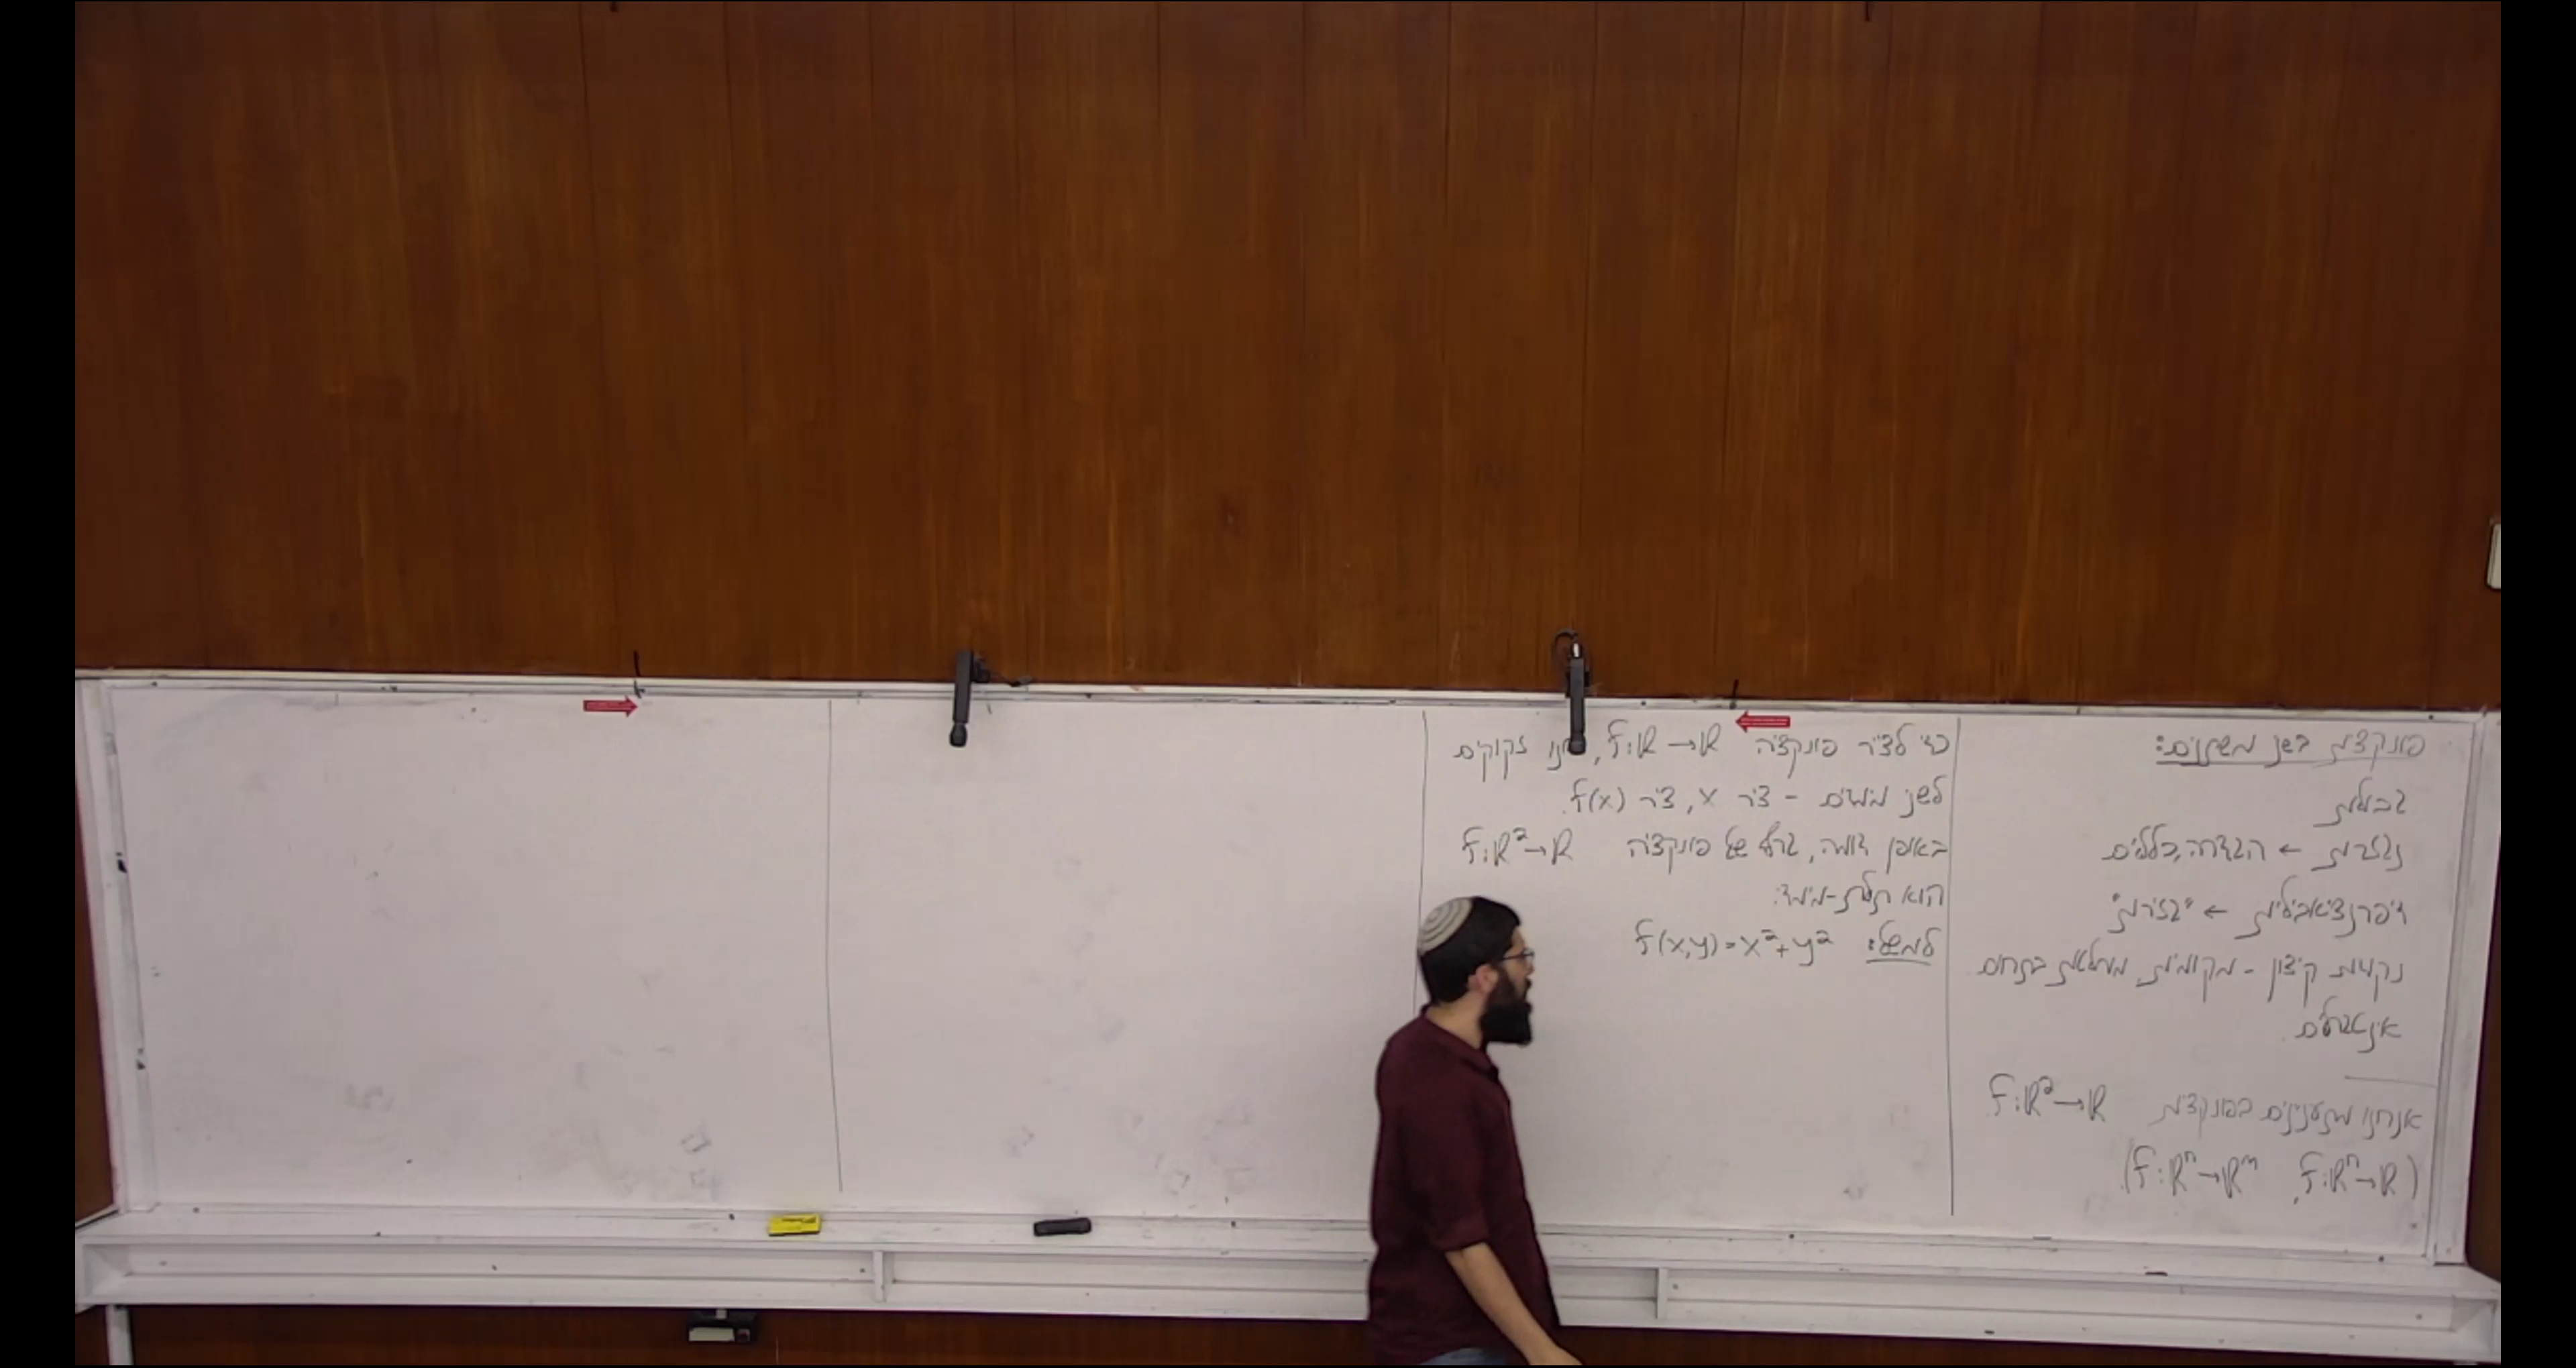 פונקציות בשני משתנים:
גבולות
נגזרות ← הגדרה, כללים
דיפרנציאביליות ← "גזירות"
נקודות קיצון - מקומיות, מוחלטות בתחום
אינטגרלים.
אנחנו מתעניינים בפונקציות f:ℝ²→ℝ
(f:ℝⁿ→ℝ, f:ℝⁿ→ℝᵐ)
כדי לצייר פונקציה f:ℝ→ℝ, זקוקים
לשני מימדים - ציר x, ציר f(x).
באופן דומה, גרף של פונקציה f:ℝ²→ℝ
הוא תלת-מימדי.
למשל: f(x,y)=x²+y²